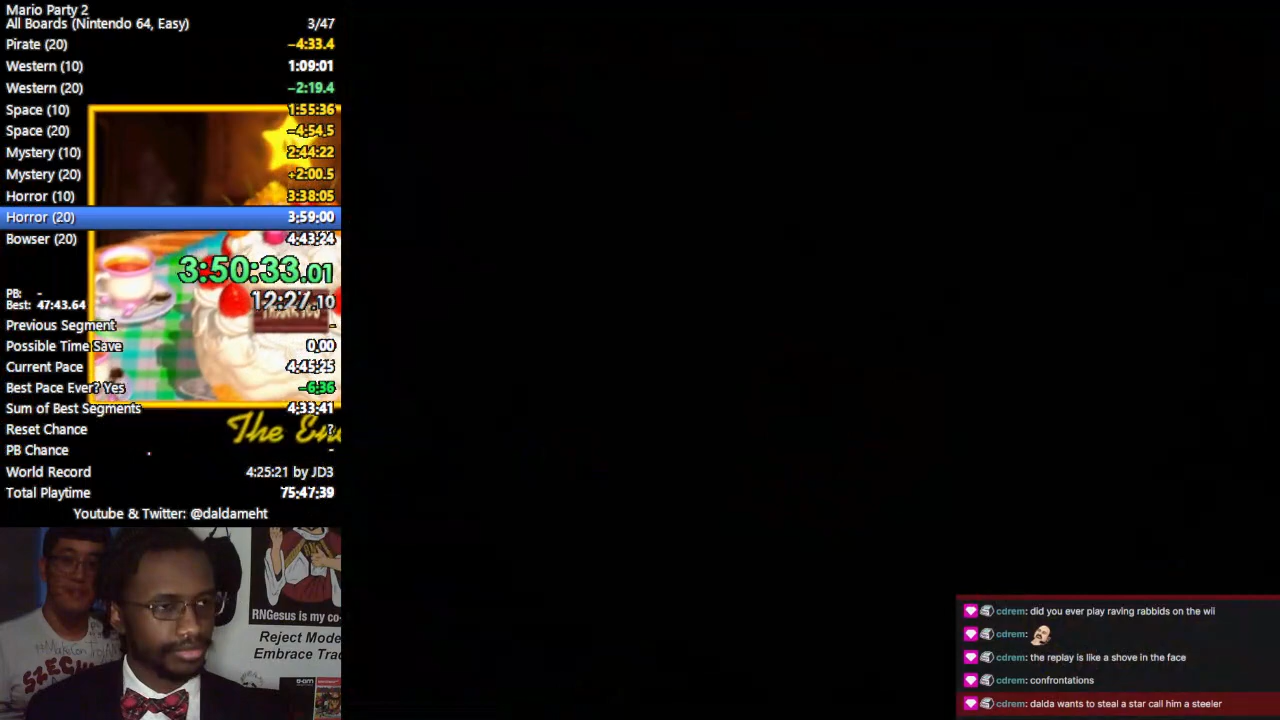 Mario Party 2
All Boards (Nintendo 64, Easy) 3/47
Pirate (20) −4:33.4
Western (10) 1:09:01
Western (20) −2:19.4
Space (10) 1:55:36
Space (20) −4:54.5
Mystery (10) 2:44:22
Mystery (20) +2:00.5
Horror (10) 3:38:05
Horror (20) 3:59:00
Bowser (20) 4:43:24
3:50:33.01
PB: -
12:27.10
Best: 47:43.64
Previous Segment -
Possible Time Save 0.00
Current Pace 4:45:25
Best Pace Ever? Yes −6:36
Sum of Best Segments 4:33:41
The En
Reset Chance ?
PB Chance -
World Record 4:25:21 by JD3
Total Playtime 75:47:39
Youtube & Twitter: @daldameht
RNGesus is my co-
Reject Mode
Embrace Tra
cdrem: did you ever play raving rabbids on the wii
cdrem:
cdrem: the replay is like a shove in the face
cdrem: confrontations
cdrem: dalda wants to steal a star call him a steeler